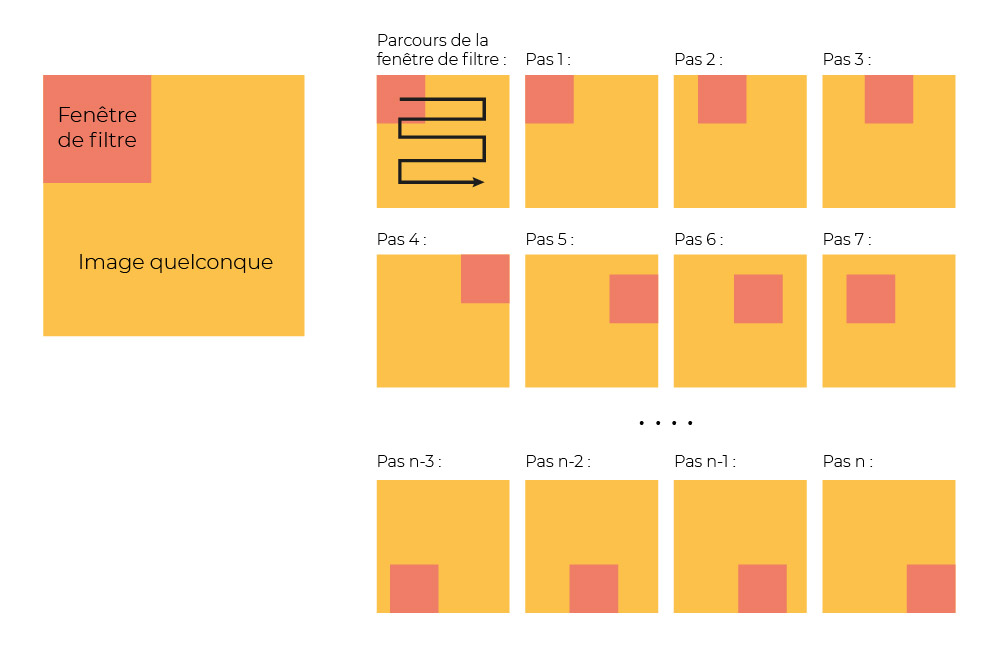 Fenêtre
de filtre
Image quelconque
Parcours de la
fenêtre de filtre :
Pas 1 :
Pas 2 :
Pas 3 :
Pas 4 :
Pas 5 :
Pas 6 :
Pas 7 :
. . . .
Pas n-3 :
Pas n-2 :
Pas n-1 :
Pas n :